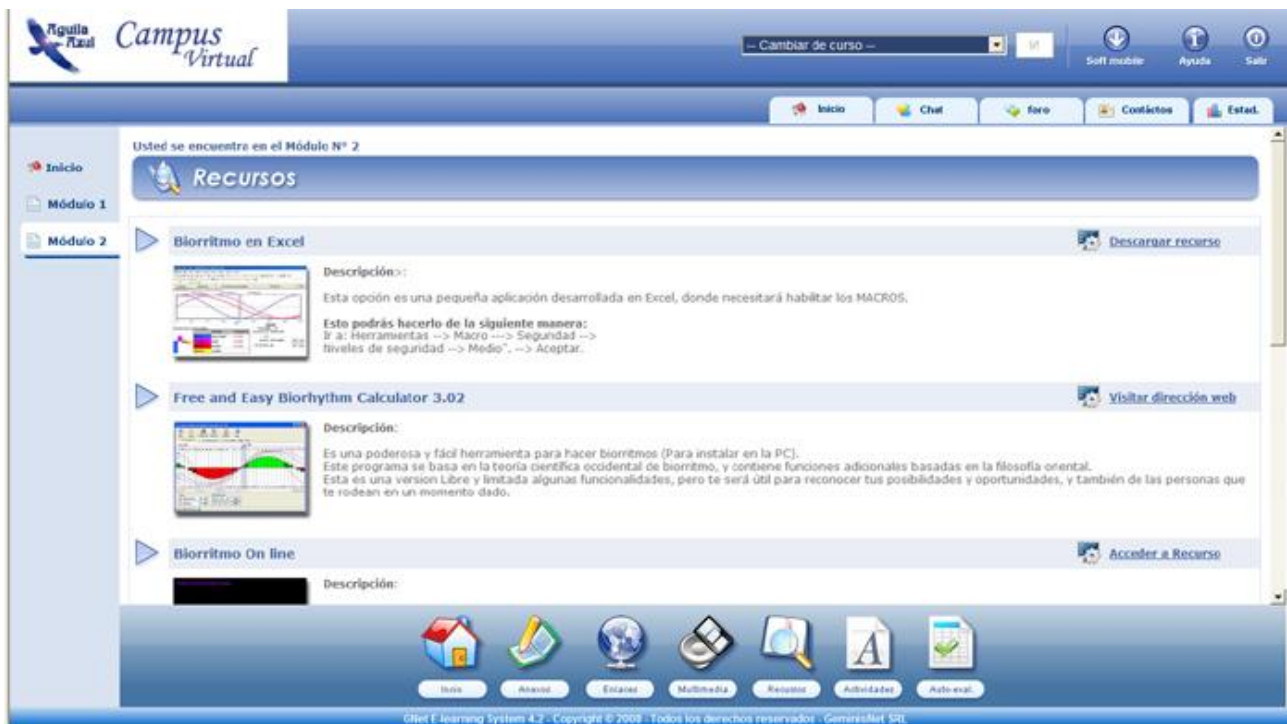 Aguila Azul
Campus Virtual
-- Cambiar de curso --
Soft mobile
Ayuda
Salir
Inicio
Chat
foro
Contáctos
Estad.
Inicio
Módulo 1
Módulo 2
Usted se encuentra en el Módulo N° 2
Recursos
Biorritmo en Excel
Descargar recurso
Descripción>:
Esta opción es una pequeña aplicación desarrollada en Excel, donde necesitará habilitar los MACROS.
Esto podrás hacerlo de la siguiente manera:
Ir a: Herramientas --> Macro ---> Seguridad -->
Niveles de seguridad --> Medio". --> Aceptar.
Free and Easy Biorhythm Calculator 3.02
Visitar dirección web
Descripción:
Es una poderosa y fácil herramienta para hacer biorritmos (Para instalar en la PC).
Este programa se basa en la teoría científica occidental de biorritmo, y contiene funciones adicionales basadas en la filosofía oriental.
Esta es una version Libre y limitada algunas funcionalidades, pero te será útil para reconocer tus posibilidades y oportunidades, y también de las personas que
te rodean en un momento dado.
Biorritmo On line
Acceder a Recurso
Descripción:
Inicio
Anexos
Enlaces
Multimedia
Recursos
Actividades
Auto-eval.
GNet E-learning System 4.2 - Copyright © 2008 - Todos los derechos reservados - GeminisNet SRL